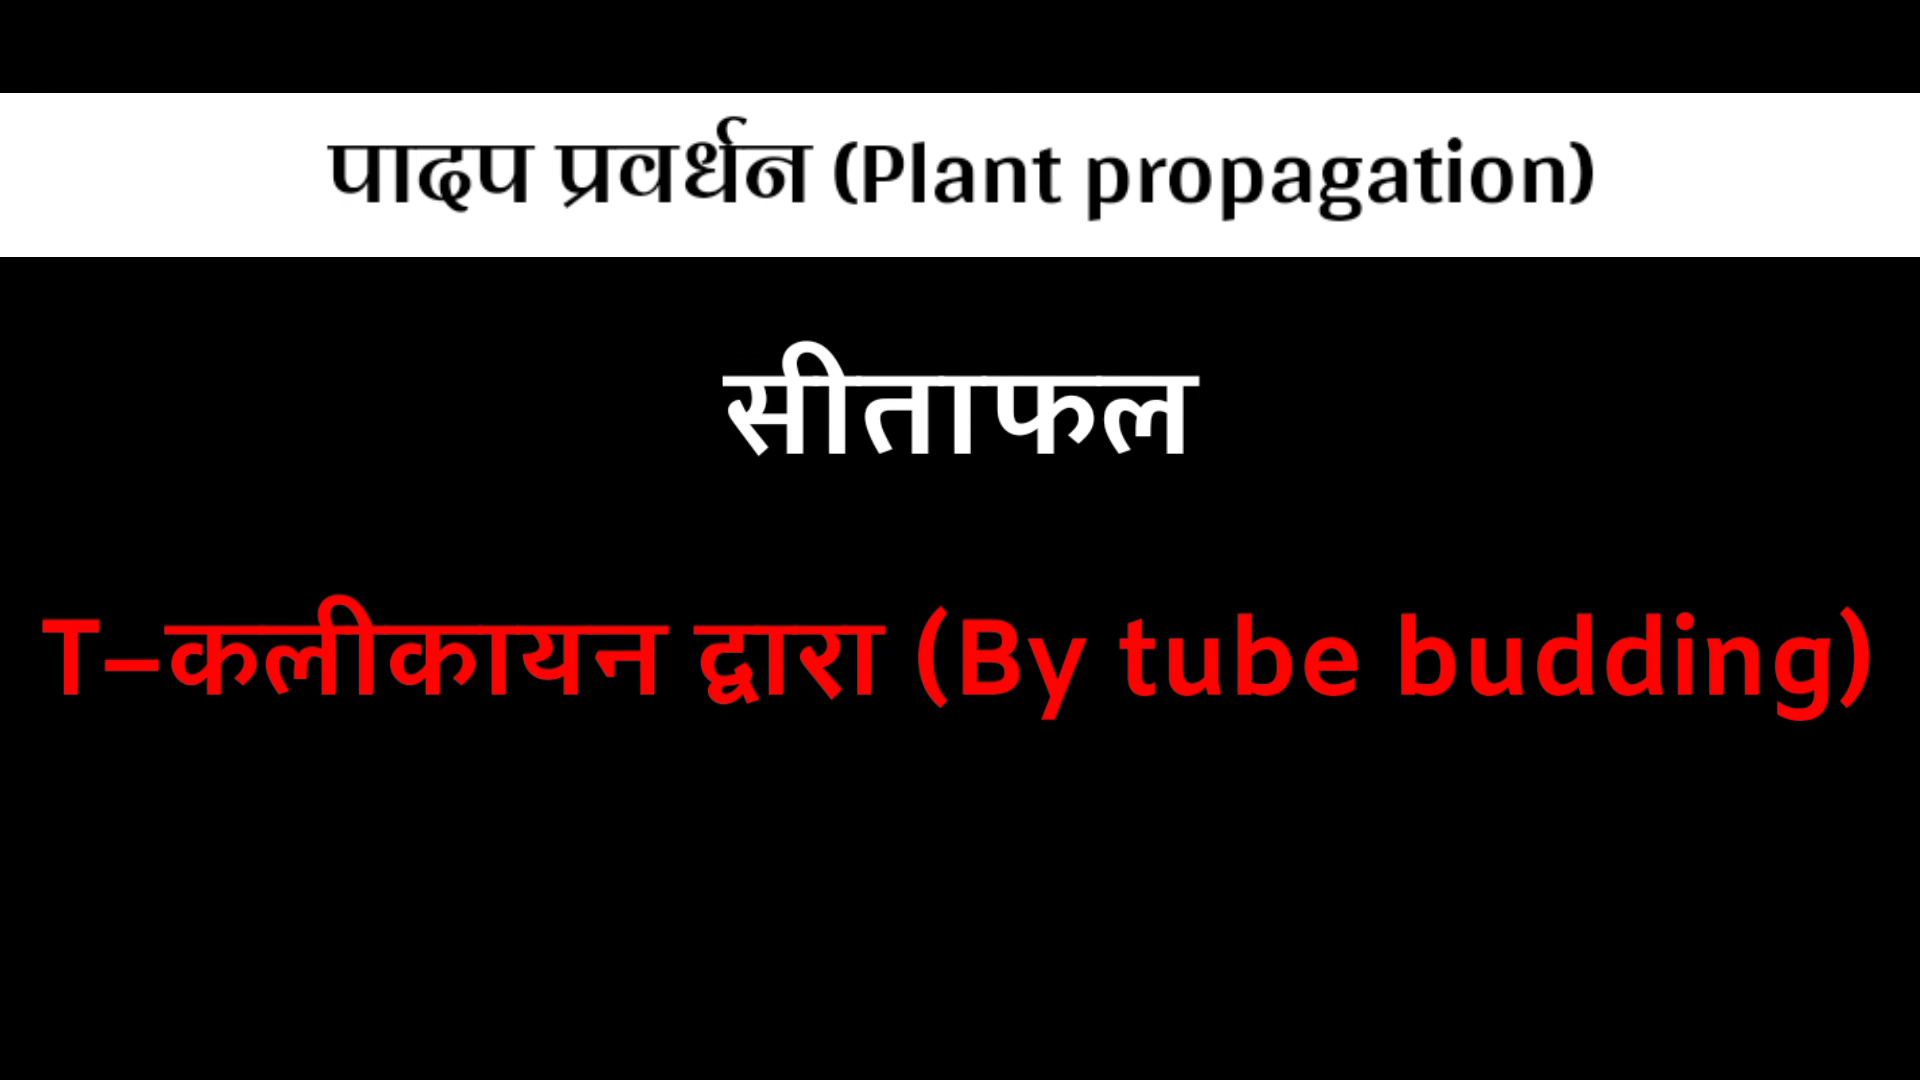 पादप प्रवर्धन (Plant propagation)
सीताफल
T–कलीकायन द्वारा (By tube budding)